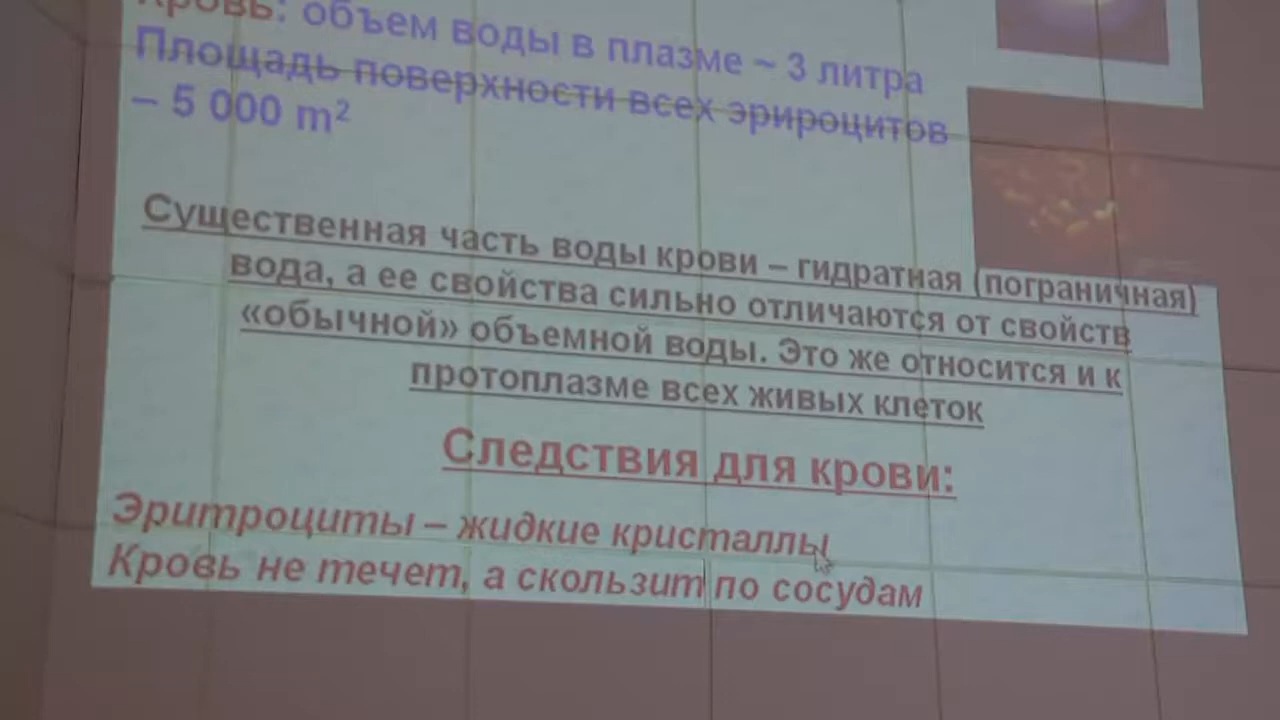 Кровь: объем воды в плазме ~ 3 литра
Площадь поверхности всех эрироцитов
– 5 000 m²
Существенная часть воды крови – гидратная (пограничная)
вода, а ее свойства сильно отличаются от свойств
«обычной» объемной воды. Это же относится и к
протоплазме всех живых клеток
Следствия для крови:
Эритроциты – жидкие кристаллы
Кровь не течет, а скользит по сосудам